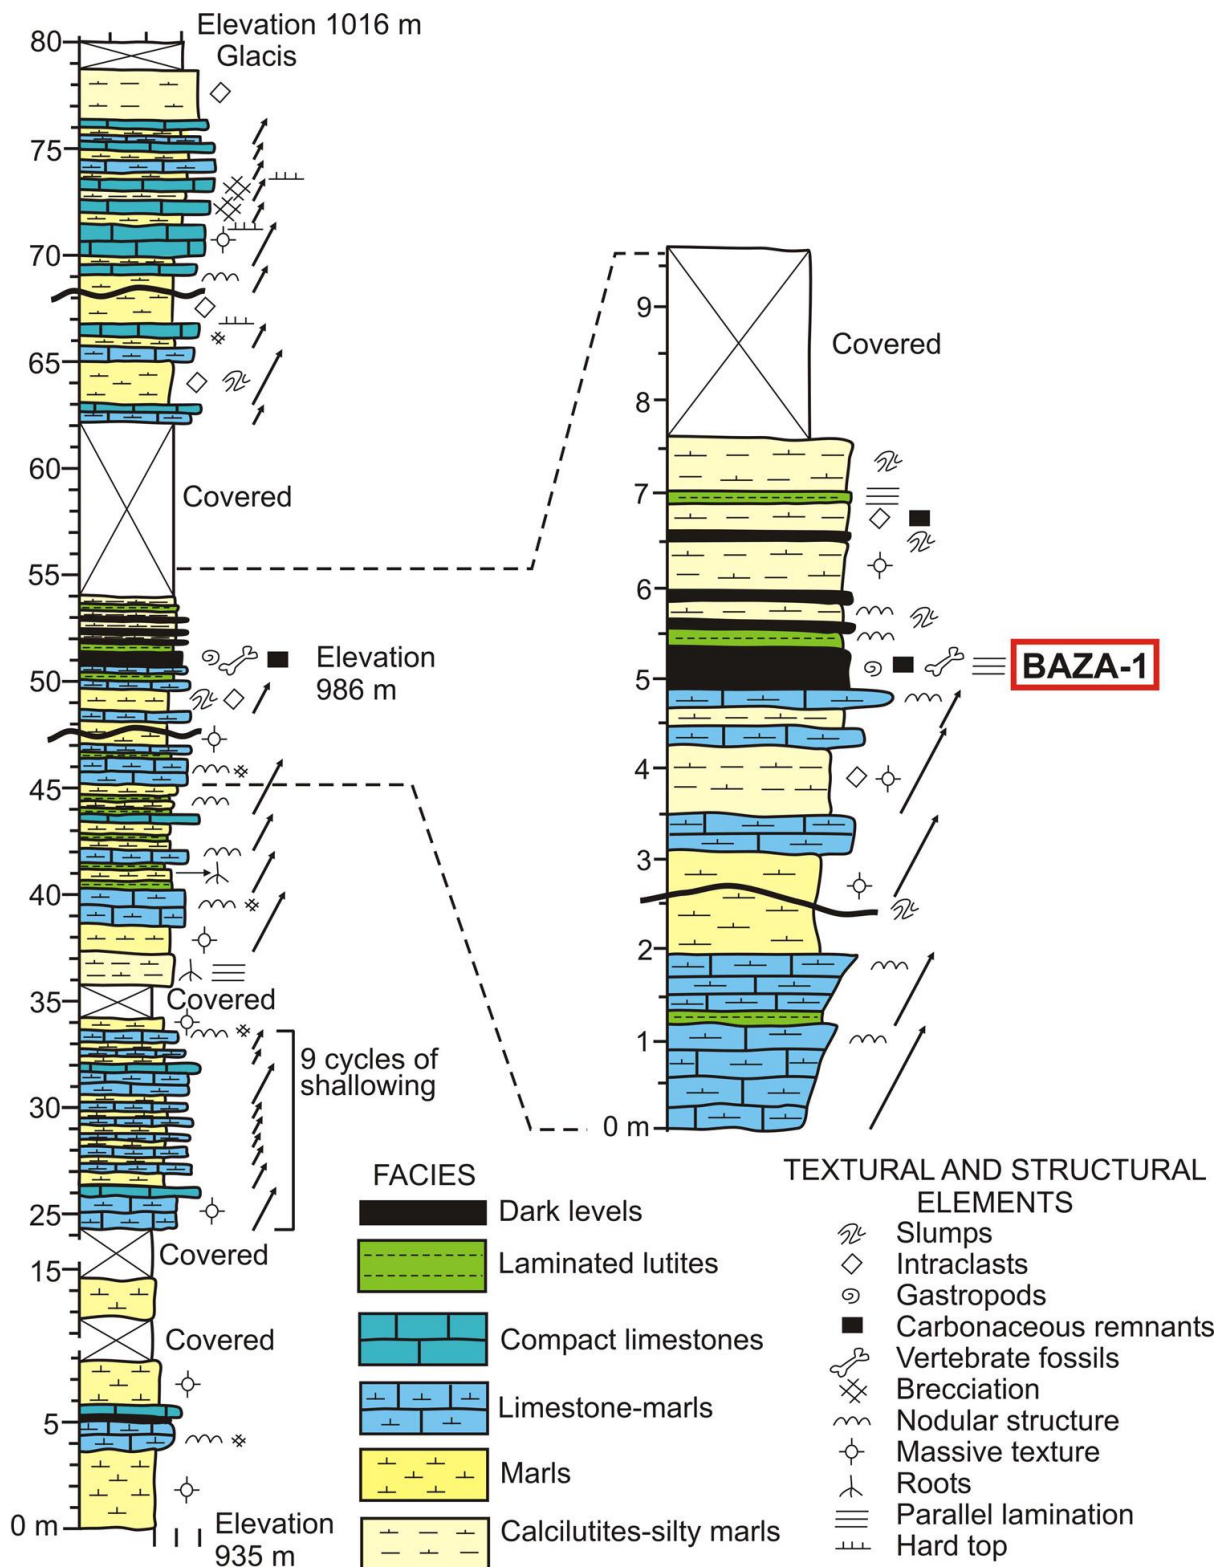 Elevation 1016 m
Glacis
80
75
70
65
60
Covered
55
Elevation
986 m
50
45
40
35
Covered
9 cycles of
shallowing
30
25
Covered
15
Covered
5
0 m
Elevation
935 m
9
Covered
8
7
6
BAZA-1
5
4
3
2
1
0 m
FACIES
Dark levels
Laminated lutites
Compact limestones
Limestone-marls
Marls
Calcilutites-silty marls
TEXTURAL AND STRUCTURAL
ELEMENTS
Slumps
Intraclasts
Gastropods
Carbonaceous remnants
Vertebrate fossils
Brecciation
Nodular structure
Massive texture
Roots
Parallel lamination
Hard top